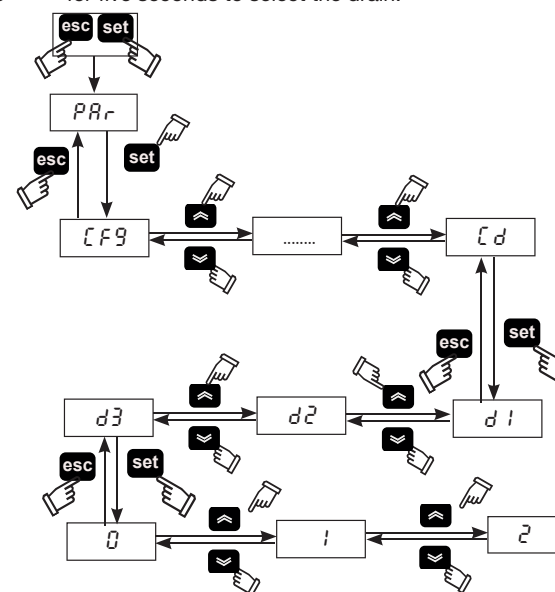 for five seconds to select the drain.
esc set
PAr
esc set
CFg ........ Cd
esc set
d3 d2 d1
esc set
0 1 2